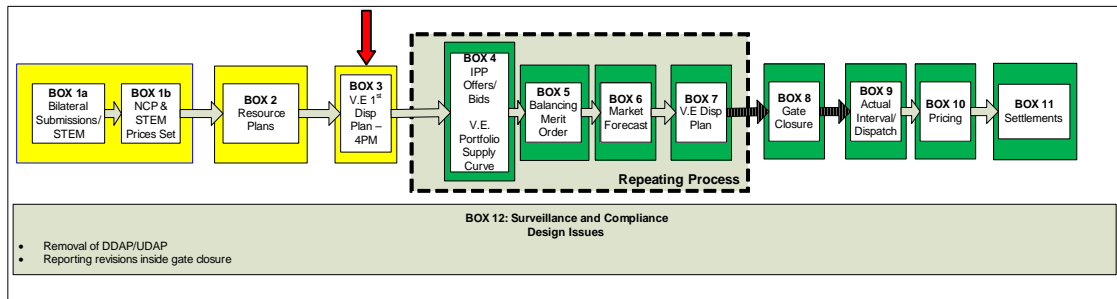 BOX 1a
Bilateral
Submissions/
STEM
BOX 1b
NCP &
STEM
Prices Set
BOX 2
Resource
Plans
BOX 3
V.E 1st
Disp
Plan –
4PM
BOX 4
IPP
Offers/
Bids
V.E.
Portfolio
Supply
Curve
BOX 5
Balancing
Merit
Order
BOX 6
Market
Forecast
BOX 7
V.E Disp
Plan
Repeating Process
BOX 8
Gate
Closure
BOX 9
Actual
Interval/
Dispatch
BOX 10
Pricing
BOX 11
Settlements
BOX 12: Surveillance and Compliance
Design Issues
• Removal of DDAP/UDAP
• Reporting revisions inside gate closure